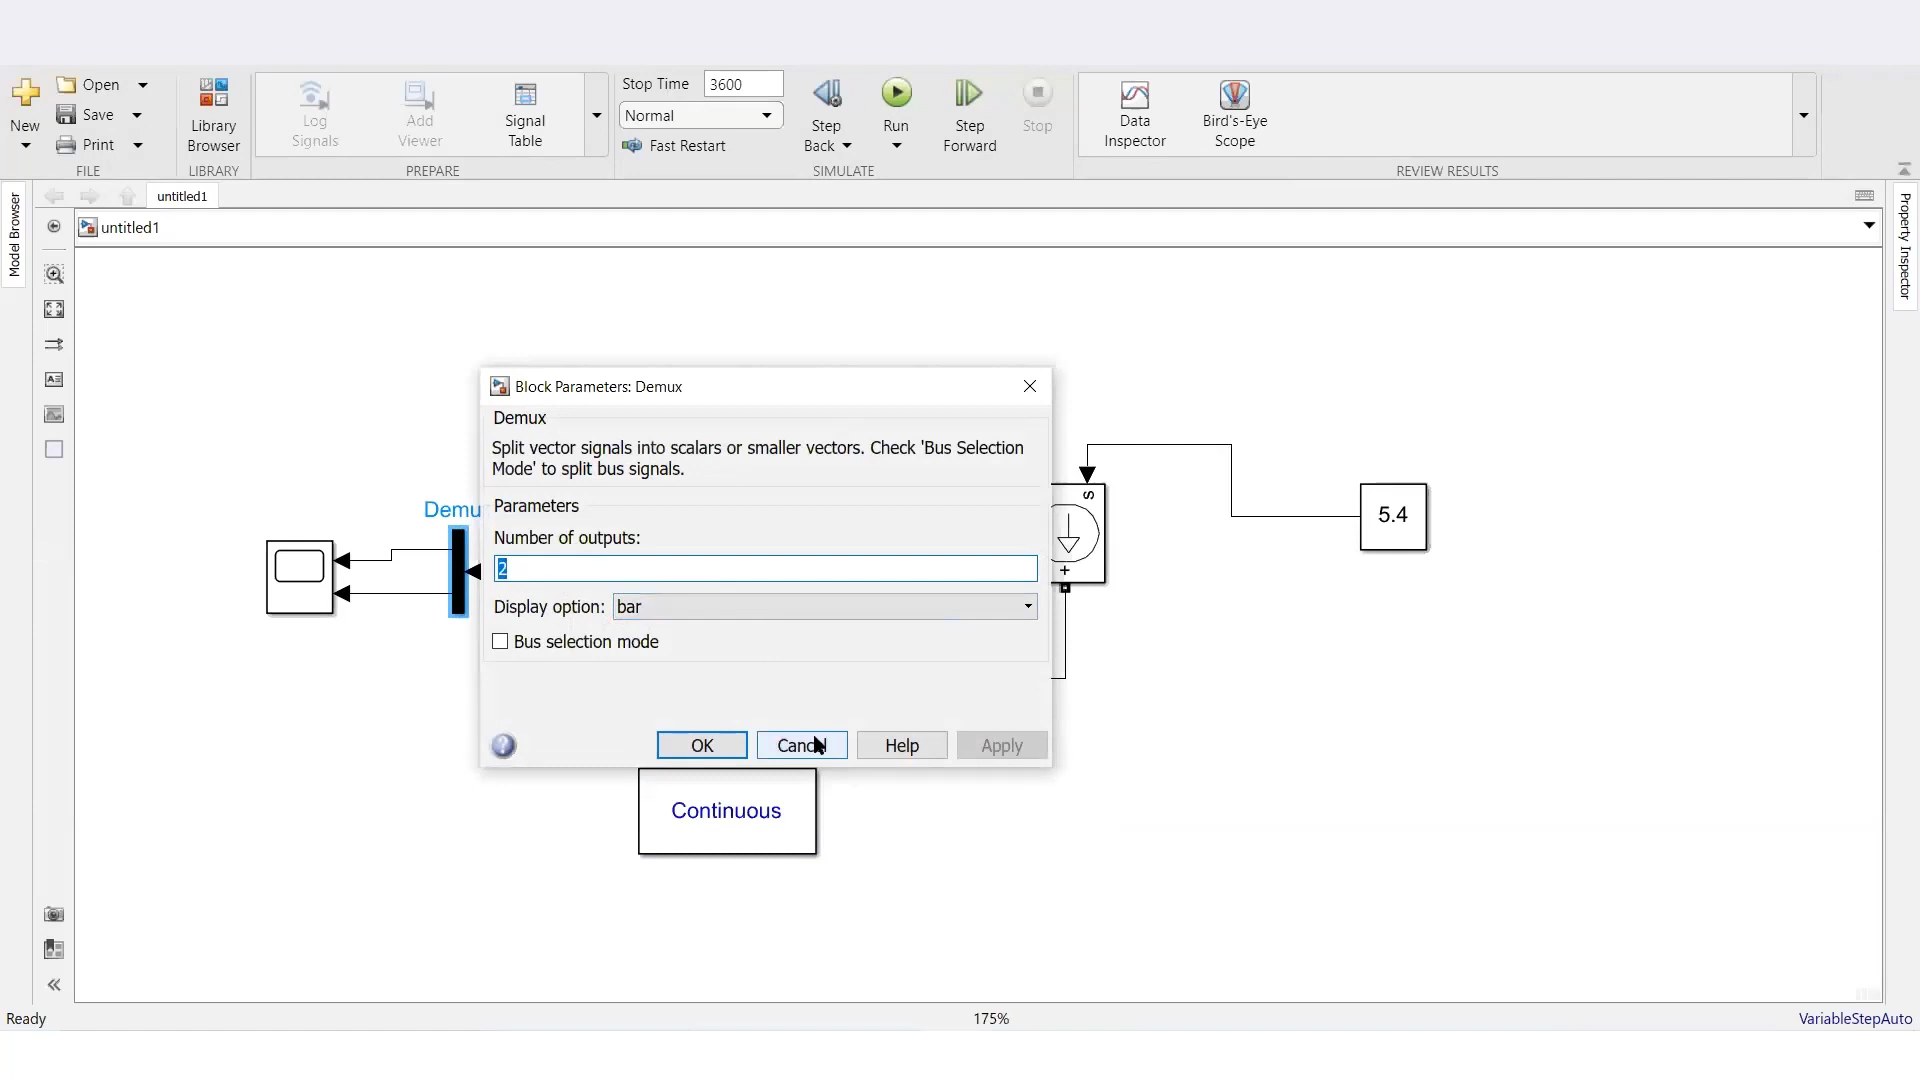 New
Open
Save
Print
FILE
Library
Browser
LIBRARY
Log
Signals
Add
Viewer
Signal
Table
PREPARE
Stop Time 3600
Normal
Fast Restart
Step
Back
Run
Step
Forward
Stop
SIMULATE
Data
Inspector
Bird's-Eye
Scope
REVIEW RESULTS
Model Browser
untitled1
untitled1
Property Inspector
Block Parameters: Demux
Demux
Split vector signals into scalars or smaller vectors. Check 'Bus Selection
Mode' to split bus signals.
Parameters
Number of outputs:
2
Display option: bar
Bus selection mode
OK
Cancel
Help
Apply
Demu
s
+
5.4
Continuous
Ready
175%
VariableStepAuto